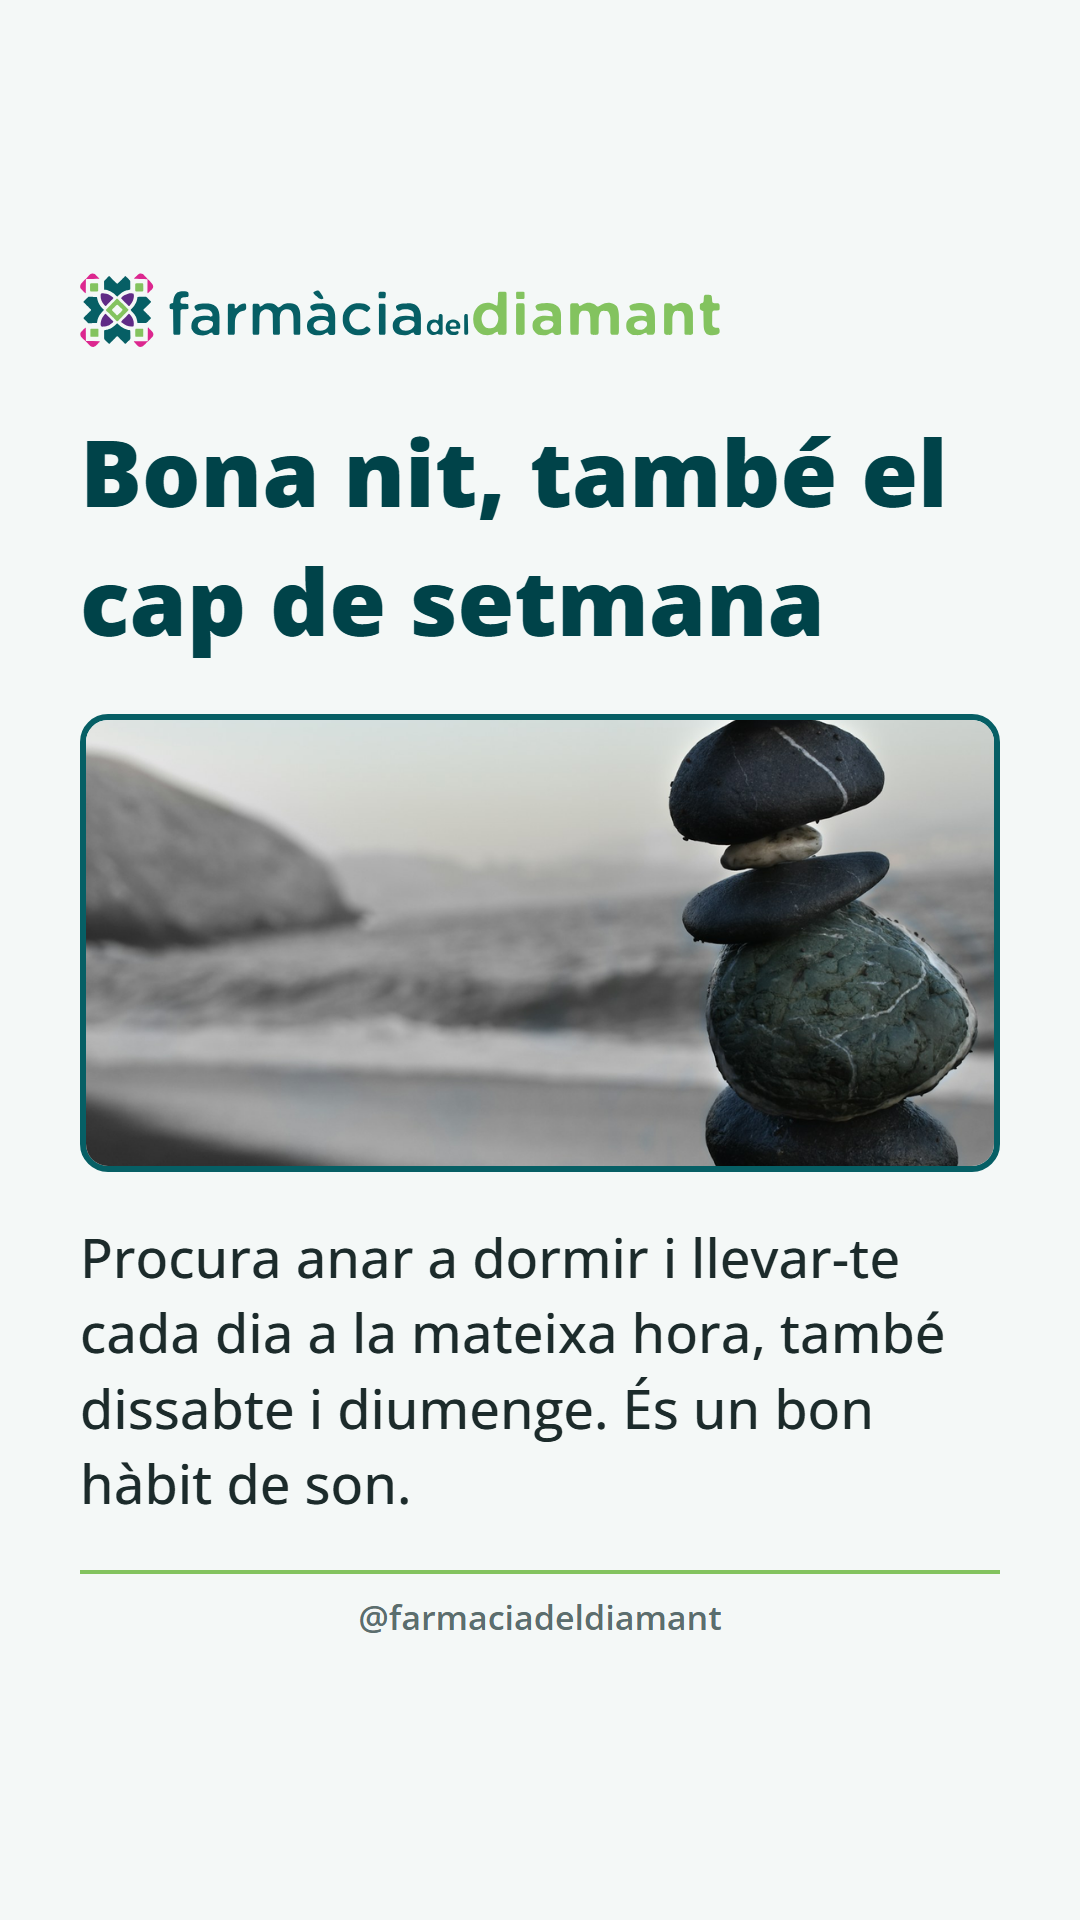 farmàciadeldiamant
Bona nit, també el
cap de setmana
Procura anar a dormir i llevar-te
cada dia a la mateixa hora, també
dissabte i diumenge. És un bon
hàbit de son.
@farmaciadeldiamant